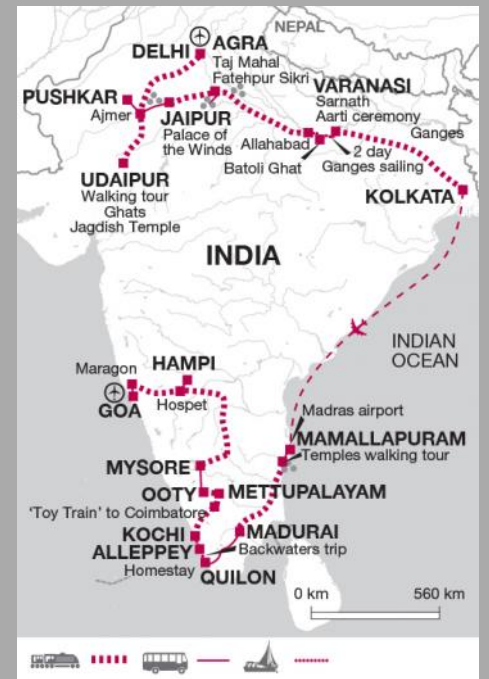 NEPAL
DELHI
AGRA
Taj Mahal
Fatehpur Sikri
VARANASI
Sarnath
Aarti ceremony
PUSHKAR
Ajmer
JAIPUR
Palace of
the Winds
Allahabad
Batoli Ghat
Ganges
2 day
Ganges sailing
UDAIPUR
Walking tour
Ghats
Jagdish Temple
KOLKATA
INDIA
INDIAN
OCEAN
Maragon
HAMPI
GOA
Hospet
Madras airport
MAMALLAPURAM
Temples walking tour
MYSORE
OOTY
METTUPALAYAM
'Toy Train' to Coimbatore
KOCHI
MADURAI
ALLEPPEY
Backwaters trip
Homestay
QUILON
0 km
560 km